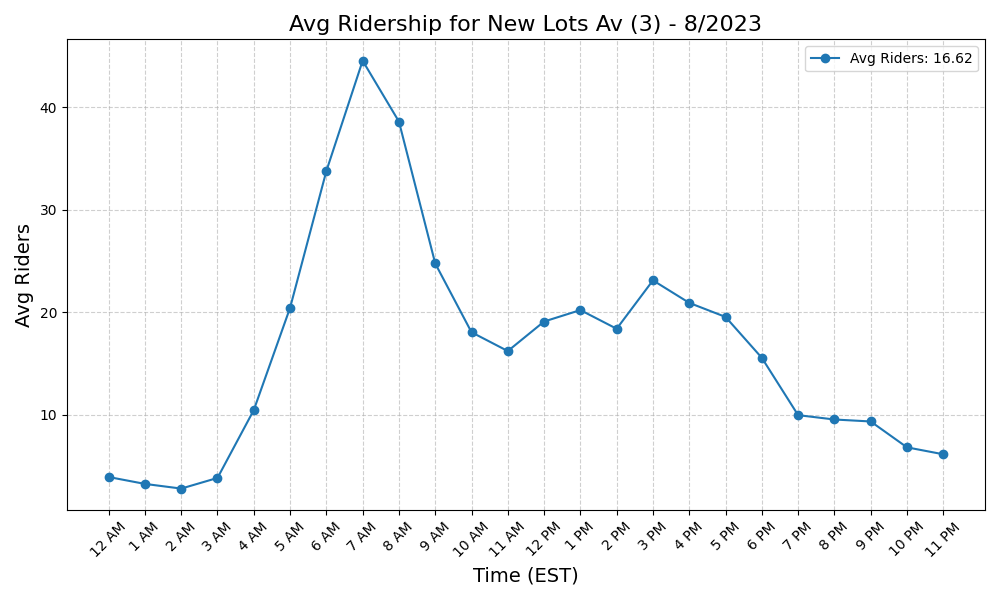 Avg Ridership for New Lots Av (3) - 8/2023
Avg Riders: 16.62
Avg Riders
40
30
20
10
12 AM
1 AM
2 AM
3 AM
4 AM
5 AM
6 AM
7 AM
8 AM
9 AM
10 AM
11 AM
12 PM
1 PM
2 PM
3 PM
4 PM
5 PM
6 PM
7 PM
8 PM
9 PM
10 PM
11 PM
Time (EST)